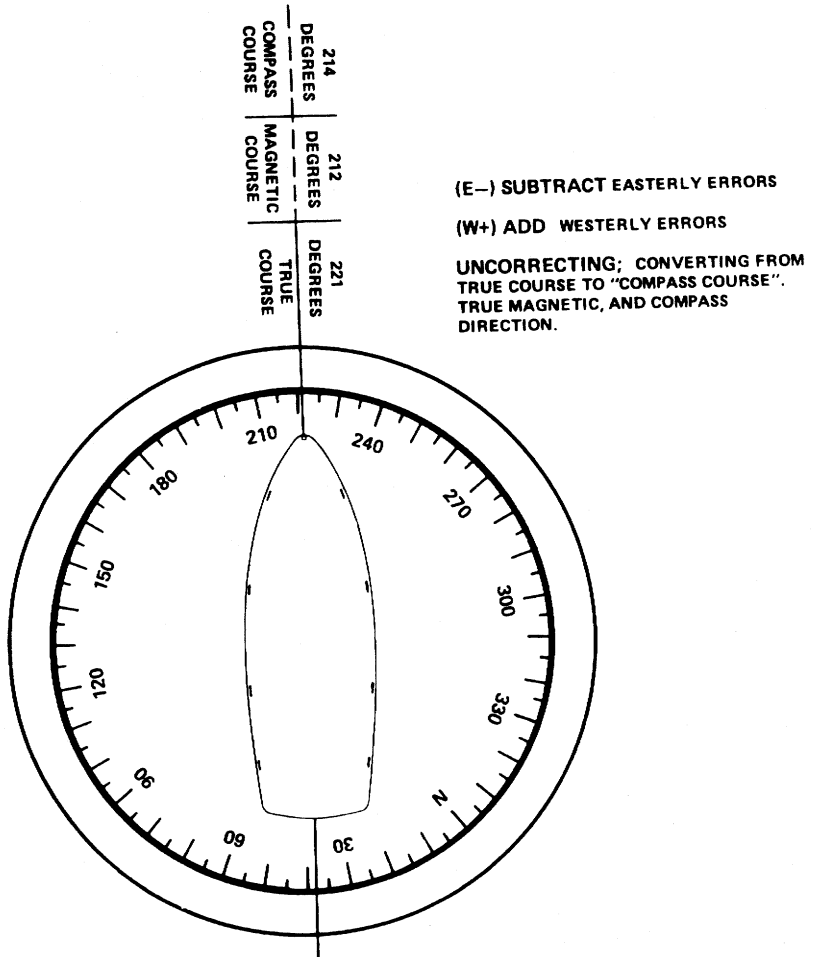 214
DEGREES
COMPASS
COURSE
212
DEGREES
MAGNETIC
COURSE
221
DEGREES
TRUE
COURSE
(E–) SUBTRACT EASTERLY ERRORS
(W+) ADD WESTERLY ERRORS
UNCORRECTING; CONVERTING FROM
TRUE COURSE TO "COMPASS COURSE".
TRUE MAGNETIC, AND COMPASS
DIRECTION.
210
240
180
270
150
300
120
330
90
N
60
30